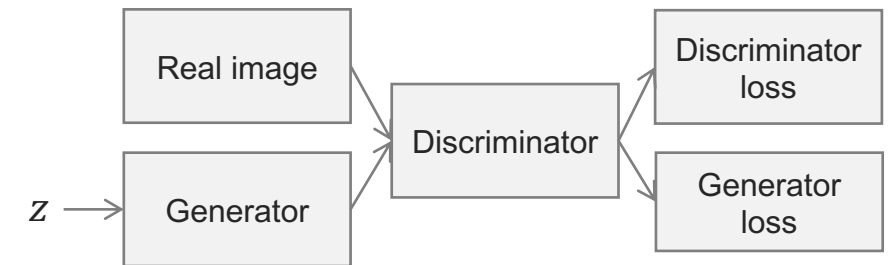 Real image
Discriminator
loss
Discriminator
z
Generator
Generator
loss